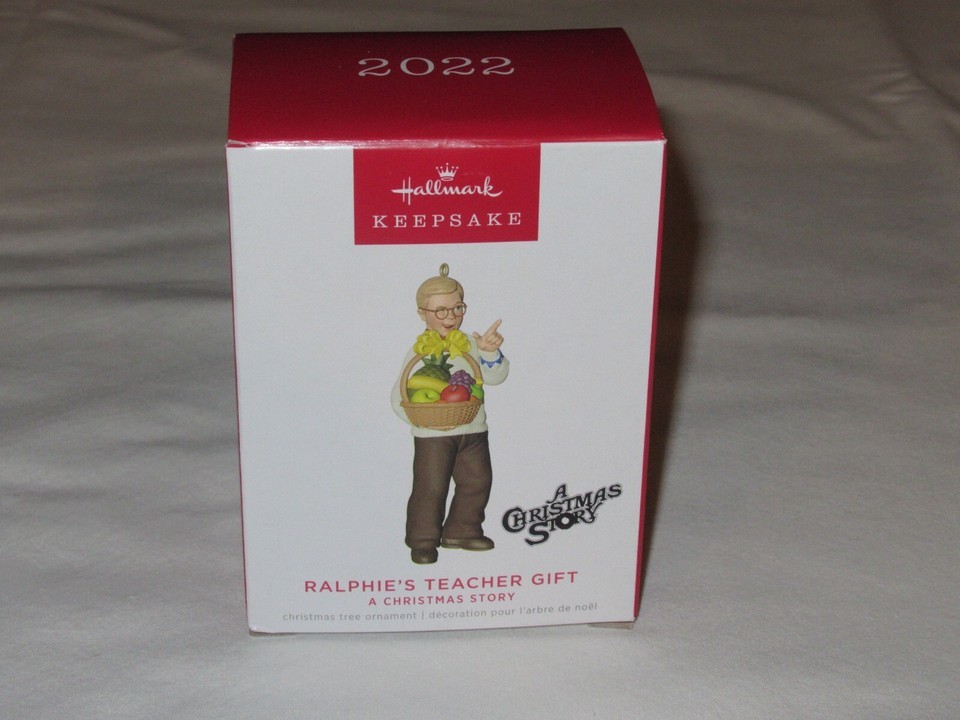 2022
Hallmark
KEEPSAKE
A
CHRISTMAS
STORY
RALPHIE'S TEACHER GIFT
A CHRISTMAS STORY
christmas tree ornament | décoration pour l'arbre de noël